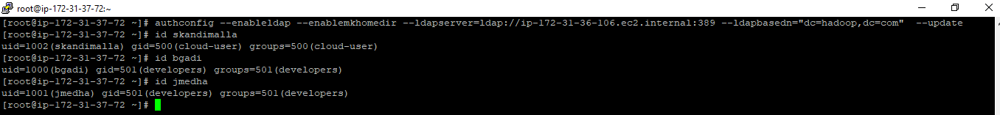 root@ip-172-31-37-72:~
[root@ip-172-31-37-72 ~]# authconfig --enableldap --enablemkhomedir --ldapserver=ldap://ip-172-31-36-106.ec2.internal:389 --ldapbasedn="dc=hadoop,dc=com"  --update
[root@ip-172-31-37-72 ~]# id skandimalla
uid=1002(skandimalla) gid=500(cloud-user) groups=500(cloud-user)
[root@ip-172-31-37-72 ~]# id bgadi
uid=1000(bgadi) gid=501(developers) groups=501(developers)
[root@ip-172-31-37-72 ~]# id jmedha
uid=1001(jmedha) gid=501(developers) groups=501(developers)
[root@ip-172-31-37-72 ~]#